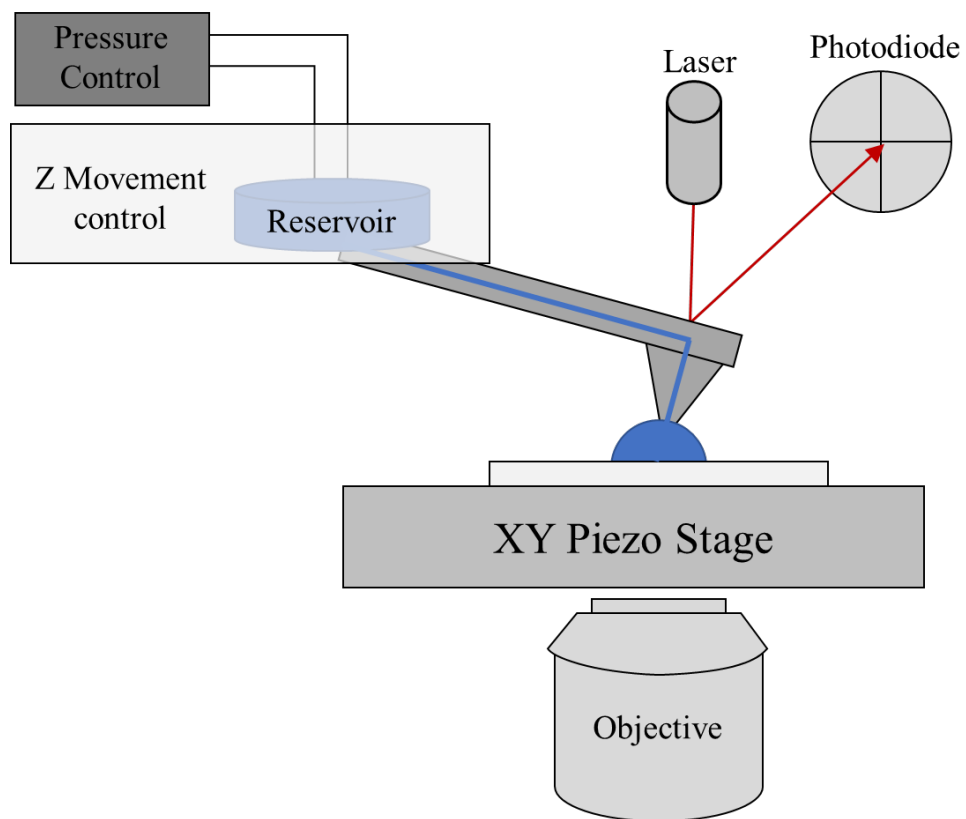 Pressure
Control
Laser
Photodiode
Z Movement
control
Reservoir
XY Piezo Stage
Objective